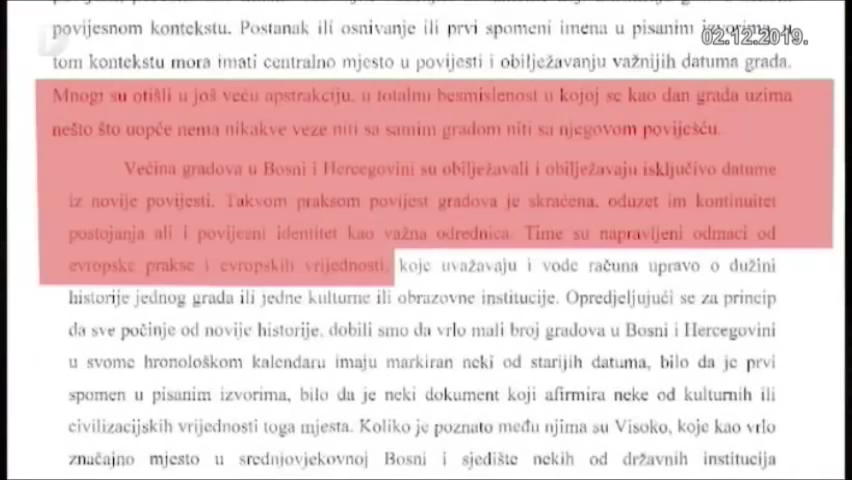 povijesnom kontekstu. Postanak ili osnivanje ili prvi spomeni imena u pisanim izvorima, u
02.12.2019.
tom kontekstu mora imati centralno mjesto u povijesti i obilježavanju važnijih datuma grada.
Mnogi su otišli u još veću apstrakciju, u totalni besmislenost u kojoj se kao dan grada uzima
nešto što uopće nema nikakve veze niti sa samim gradom niti sa njegovom poviješću.
Većina gradova u Bosni i Hercegovini su obilježavali i obilježavaju isključivo datume
iz novije povijesti. Takvom praksom povijest gradova je skraćena, oduzet im kontinuitet
postojanja ali i povijesni identitet kao važna odrednica. Time su napravljeni odmaci od
evropske prakse i evropskih vrijednosti, koje uvažavaju i vode računa upravo o dužini
historije jednog grada ili jedne kulturne ili obrazovne institucije. Opredjeljujući se za princip
da sve počinje od novije historije, dobili smo da vrlo mali broj gradova u Bosni i Hercegovini
u svome hronološkom kalendaru imaju markiran neki od starijih datuma, bilo da je prvi
spomen u pisanim izvorima, bilo da je neki dokument koji afirmira neke od kulturnih ili
civilizacijskih vrijednosti toga mjesta. Koliko je poznato među njima su Visoko, koje kao vrlo
značajno mjesto u srednjovjekovnoj Bosni i sjedište nekih od državnih institucija